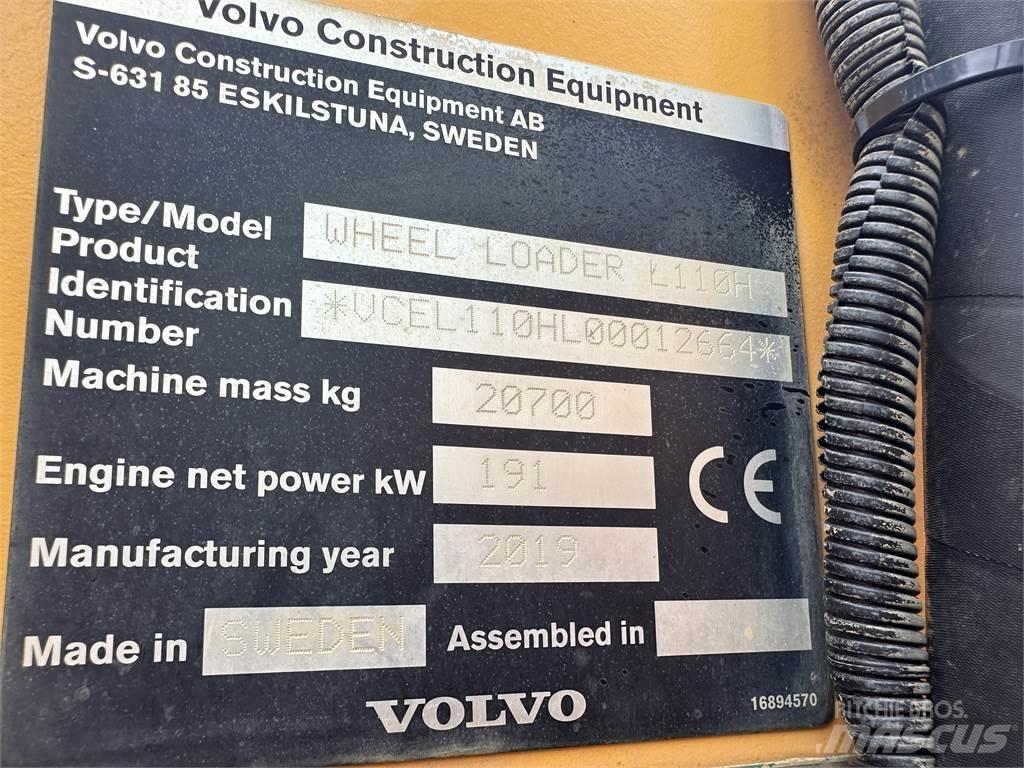 Volvo Construction Equipment
Volvo Construction Equipment AB
S-631 85 ESKILSTUNA, SWEDEN
Type/Model WHEEL LOADER L110H
Product
Identification
Number *VCEL110HL00012664*
Machine mass kg 20700
Engine net power kW 191
Manufacturing year 2019
Made in SWEDEN Assembled in
CE
VOLVO
16894570
RITCHIE BROS.
MASCUS